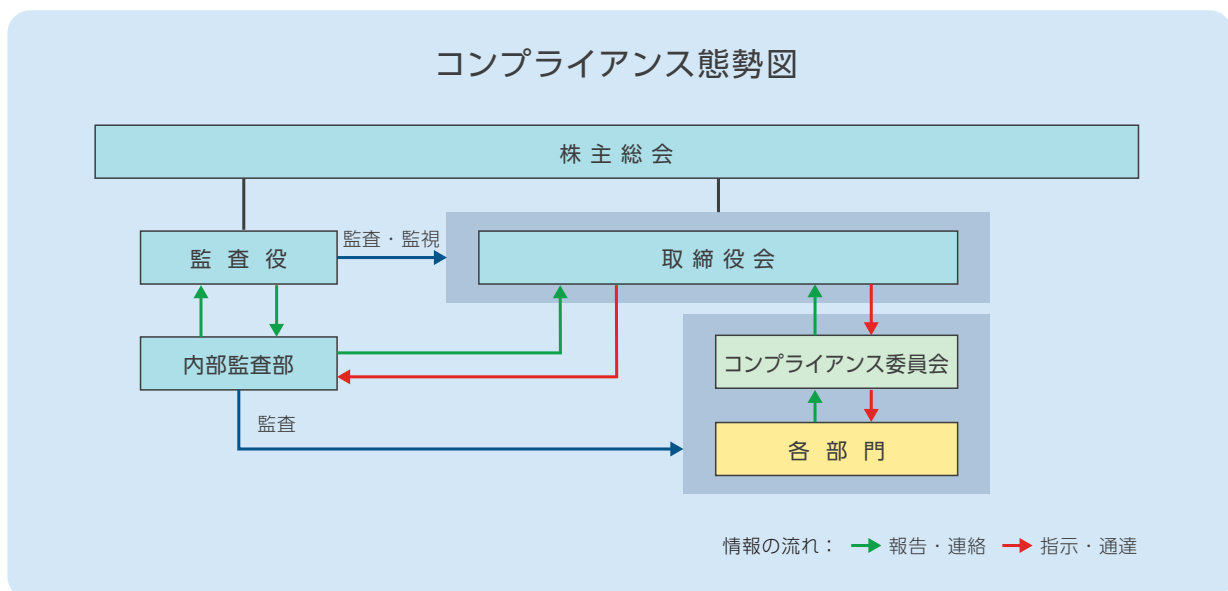 コンプライアンス態勢図
株主総会
監査役
監査・監視
取締役会
内部監査部
コンプライアンス委員会
監査
各部門
情報の流れ： 報告・連絡 指示・通達